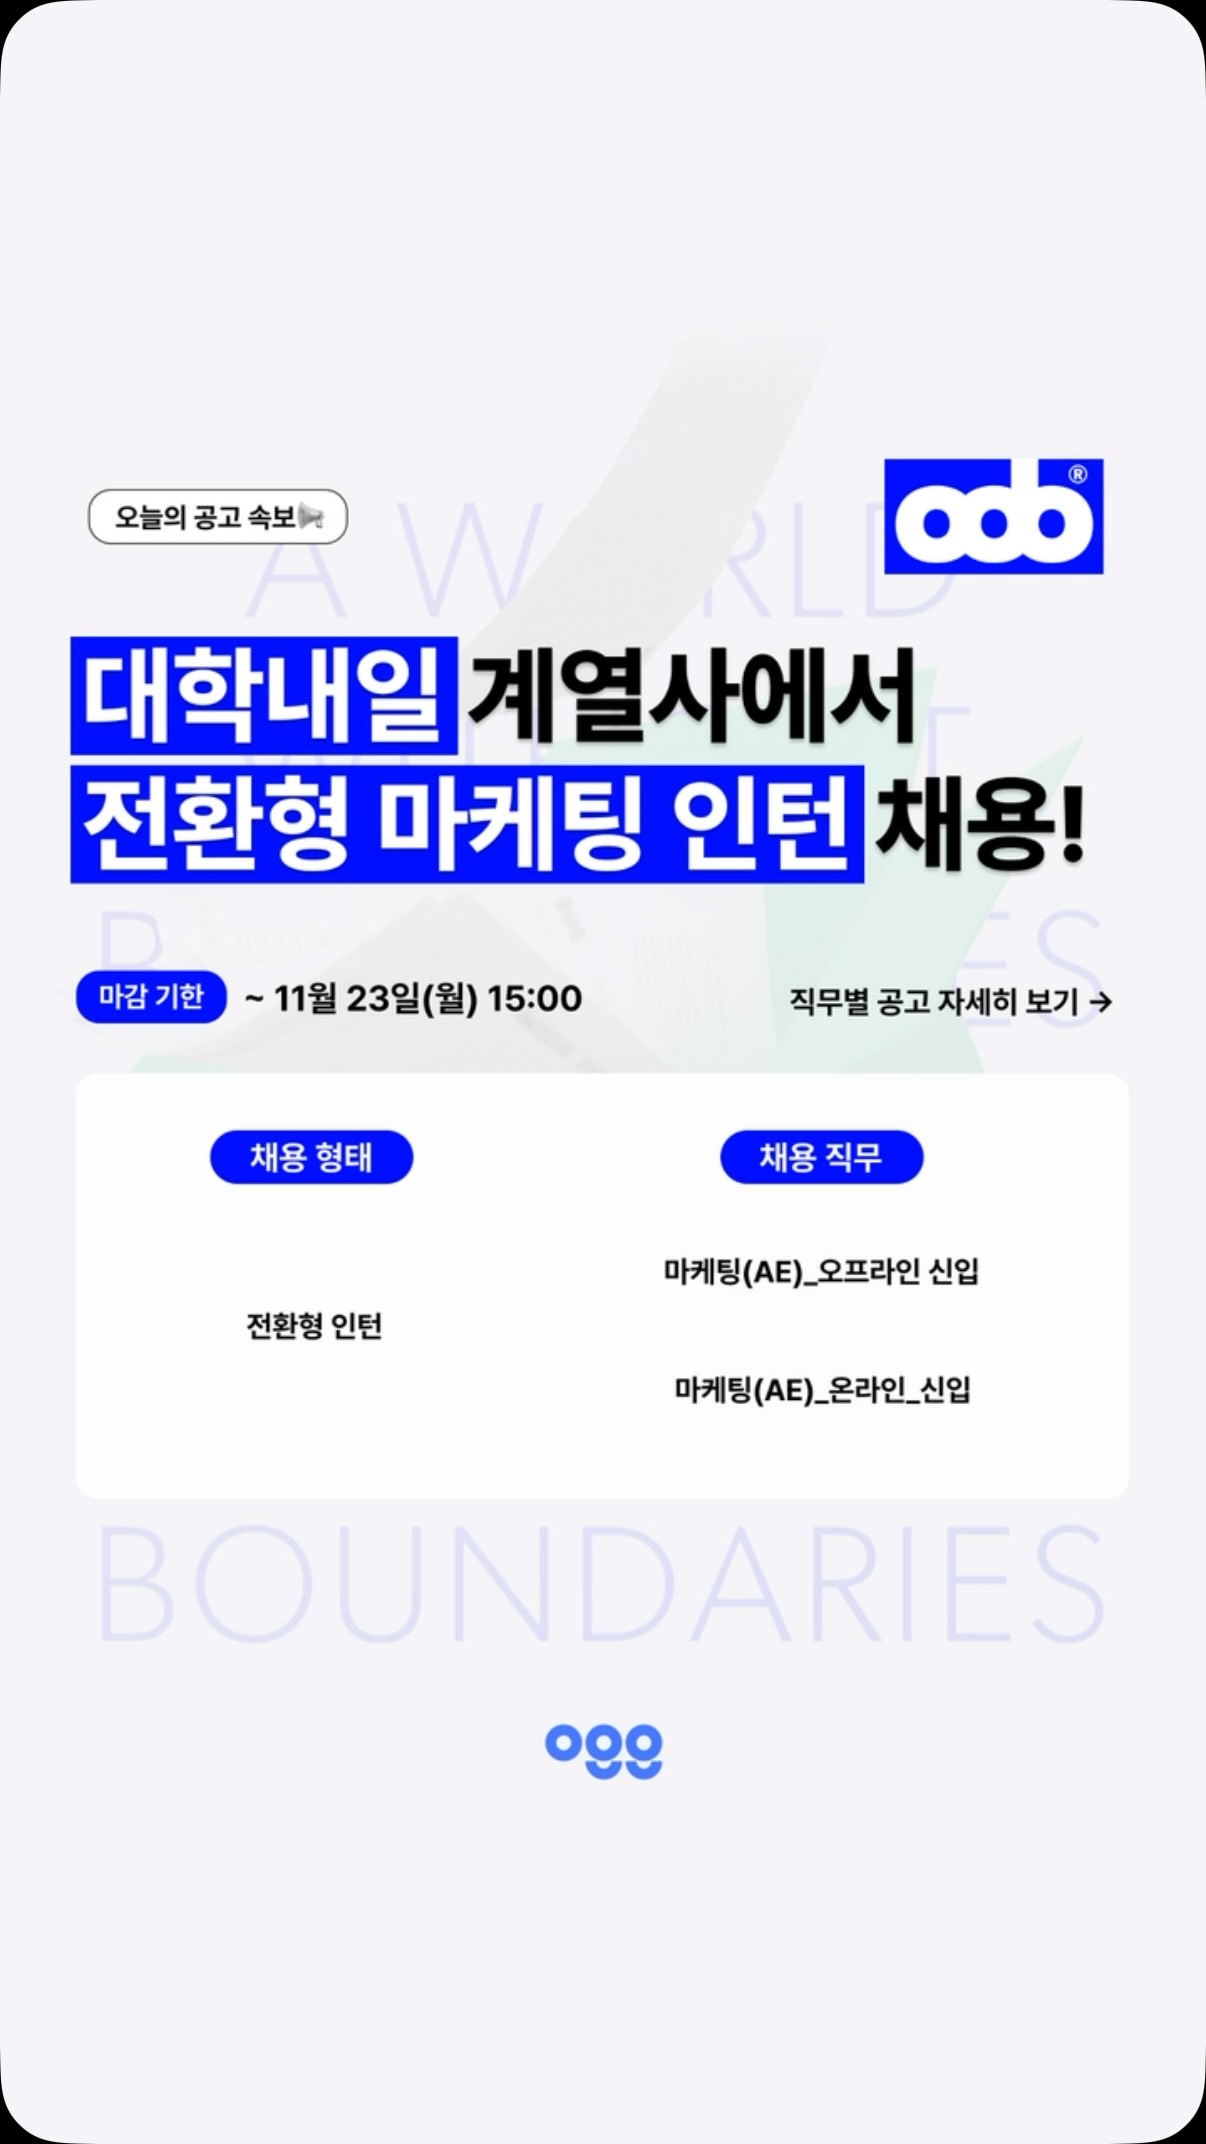 오늘의 공고 속보
odb®
대학내일 계열사에서
전환형 마케팅 인턴 채용!
마감 기한 ~ 11월 23일(월) 15:00
직무별 공고 자세히 보기 →
채용 형태
전환형 인턴
채용 직무
마케팅(AE)_오프라인 신입
마케팅(AE)_온라인_신입
A WORLD
BOUNDARIES
ogg